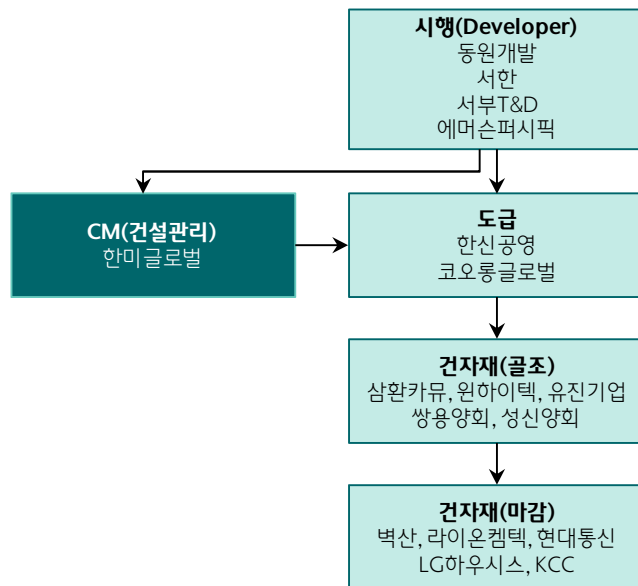 시행(Developer)
동원개발
서한
서부T&D
에머슨퍼시픽
CM(건설관리)
한미글로벌
도급
한신공영
코오롱글로벌
건자재(골조)
삼환카뮤, 윈하이텍, 유진기업
쌍용양회, 성신양회
건자재(마감)
벽산, 라이온켐텍, 현대통신
LG하우시스, KCC